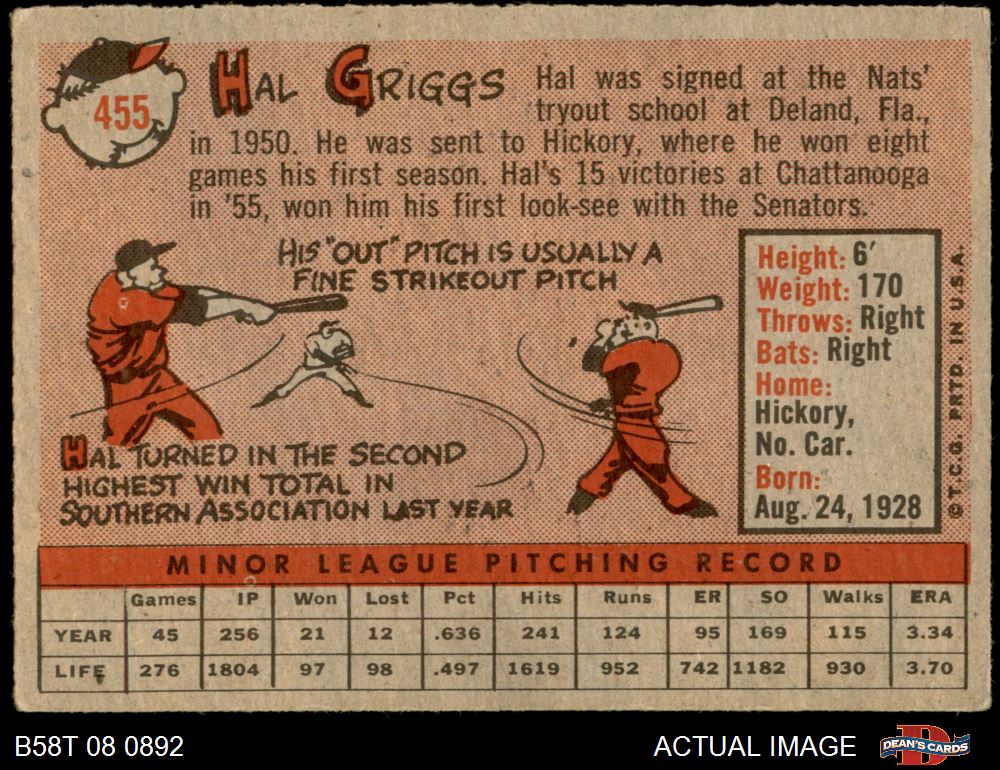 455
HAL GRIGGS
Hal was signed at the Nats'
tryout school at Deland, Fla.,
in 1950. He was sent to Hickory, where he won eight
games his first season. Hal's 15 victories at Chattanooga
in '55, won him his first look-see with the Senators.
HIS "OUT" PITCH IS USUALLY A
FINE STRIKEOUT PITCH
HAL TURNED IN THE SECOND
HIGHEST WIN TOTAL IN
SOUTHERN ASSOCIATION LAST YEAR
Height: 6'
Weight: 170
Throws: Right
Bats: Right
Home:
Hickory,
No. Car.
Born:
Aug. 24, 1928
© T.C.G. PRTD. IN U.S.A.
MINOR LEAGUE PITCHING RECORD
Games IP Won Lost Pct Hits Runs ER SO Walks ERA
YEAR 45 256 21 12 .636 241 124 95 169 115 3.34
LIFE 276 1804 97 98 .497 1619 952 742 1182 930 3.70
B58T 08 0892
ACTUAL IMAGE
DEAN'S CARDS